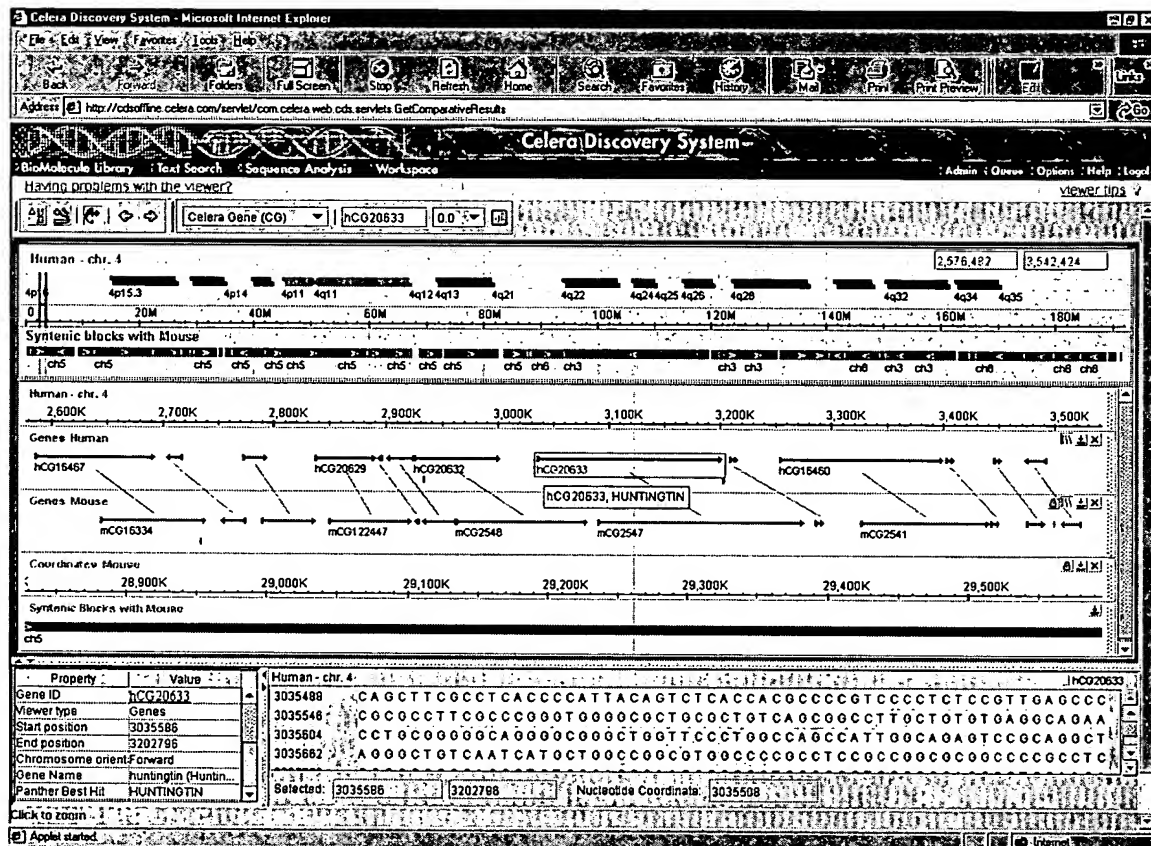 Celera Discovery System - Microsoft Internet Explorer
File Edit View Favorites Tools Help
Back Forward Folders Full Screen Stop Refresh Home Search Favorites History Mail Print Print Preview Edit Links
Address http://cdsoffline.celera.com/servlet/com.celera.web.cds.servlets.GetComparativeResults Go
Celera Discovery System
BioMolecule Library Text Search Sequence Analysis Workspace Admin Queue Options Help Logof
Having problems with the viewer? viewer tips
Celera Gene (CG) hCG20633 0.0
Human - chr. 4 2,576,482 3,542,424
4p16 4p15.3 4p14 4p11 4q11 4q12 4q13 4q21 4q22 4q24 4q25 4q26 4q28 4q32 4q34 4q35
0 20M 40M 60M 80M 100M 120M 140M 160M 180M
Syntenic blocks with Mouse
ch5 ch5 ch5 ch5 ch5 ch5 ch5 ch5 ch5 ch5 ch5 ch6 ch3 ch3 ch3 ch8 ch3 ch3 ch8 ch8
Human - chr. 4
2,600K 2,700K 2,800K 2,900K 3,000K 3,100K 3,200K 3,300K 3,400K 3,500K
Genes Human
hCG16467 hCG20629 hCG20632 hCG20633 hCG16460
hCG20633, HUNTINGTIN
Genes Mouse
mCG16334 mCG122447 mCG2548 mCG2547 mCG2541
Coordinates Mouse
28,900K 29,000K 29,100K 29,200K 29,300K 29,400K 29,500K
Syntenic Blocks with Mouse
ch5
Property Value
Gene ID hCG20633
Viewer type Genes
Start position 3035586
End position 3202796
Chromosome orient Forward
Gene Name huntingtin (Huntin...
Panther Best Hit HUNTINGTIN
Human - chr. 4 hCG20633
3035488 CAGCTTCGCCTCACCCCATTACAGTCTCACCACGCCCCGTCCCCTCTCCGTTGAGCCC
3035546 CGCGCCTTCGCCCGGGTGGGGCGCTGCGCTGTCAGCGGCCTTGCTGTGTGAGGCAGAA
3035604 CCTGCGGGGGCAGGGGCGGGCTGGTTCCCTGGCCAGCCATTGGCAGAGTCCGCAGGCT
3035662 AGGGCTGTCAATCATGCTGGCCGGCGTGGCCCCGCCTCCGCCGGCGCGGCCCCGCCTC
Selected: 3035586 3202796 Nucleotide Coordinate: 3035508
Click to zoom
Applet started. Internet